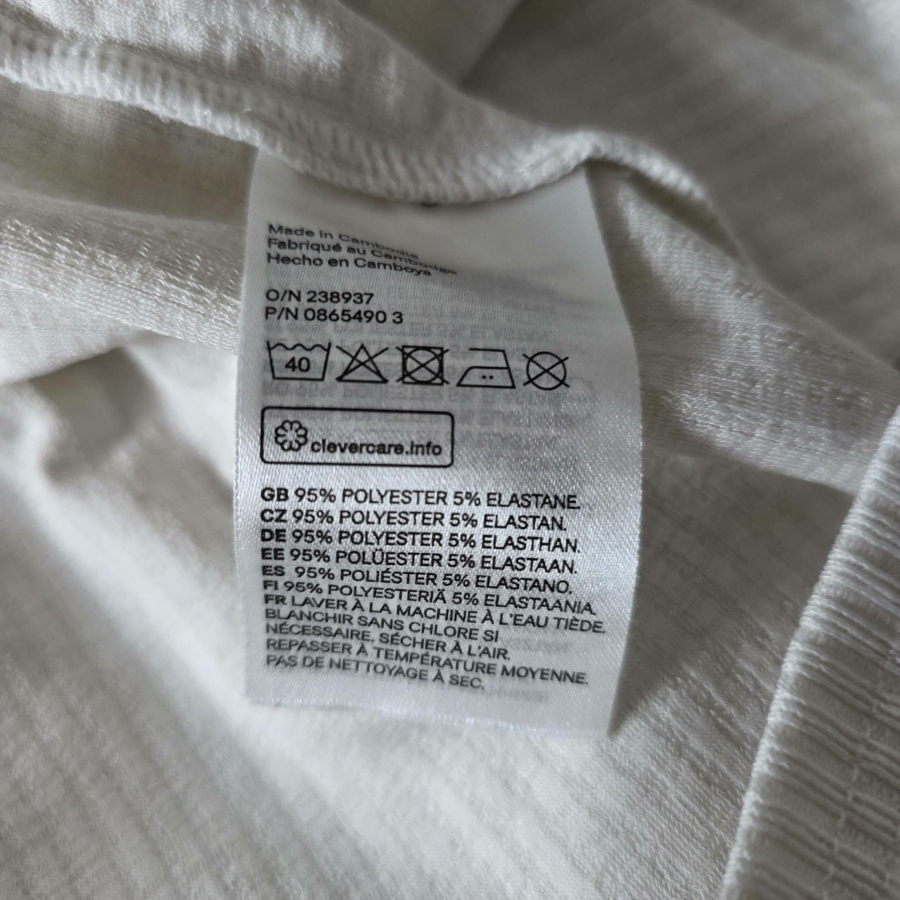 Made in Cambodia
Fabriqué au Cambodge
Hecho en Camboya
O/N 238937
P/N 0865490 3
40
clevercare.info
GB 95% POLYESTER 5% ELASTANE.
CZ 95% POLYESTER 5% ELASTAN.
DE 95% POLYESTER 5% ELASTHAN.
EE 95% POLÜESTER 5% ELASTAAN.
ES 95% POLIÉSTER 5% ELASTANO.
FI 95% POLYESTERIÄ 5% ELASTAANIA.
FR LAVER À LA MACHINE À L'EAU TIÈDE.
BLANCHIR SANS CHLORE SI
NÉCESSAIRE. SÉCHER À L'AIR.
REPASSER À TEMPÉRATURE MOYENNE.
PAS DE NETTOYAGE À SEC.